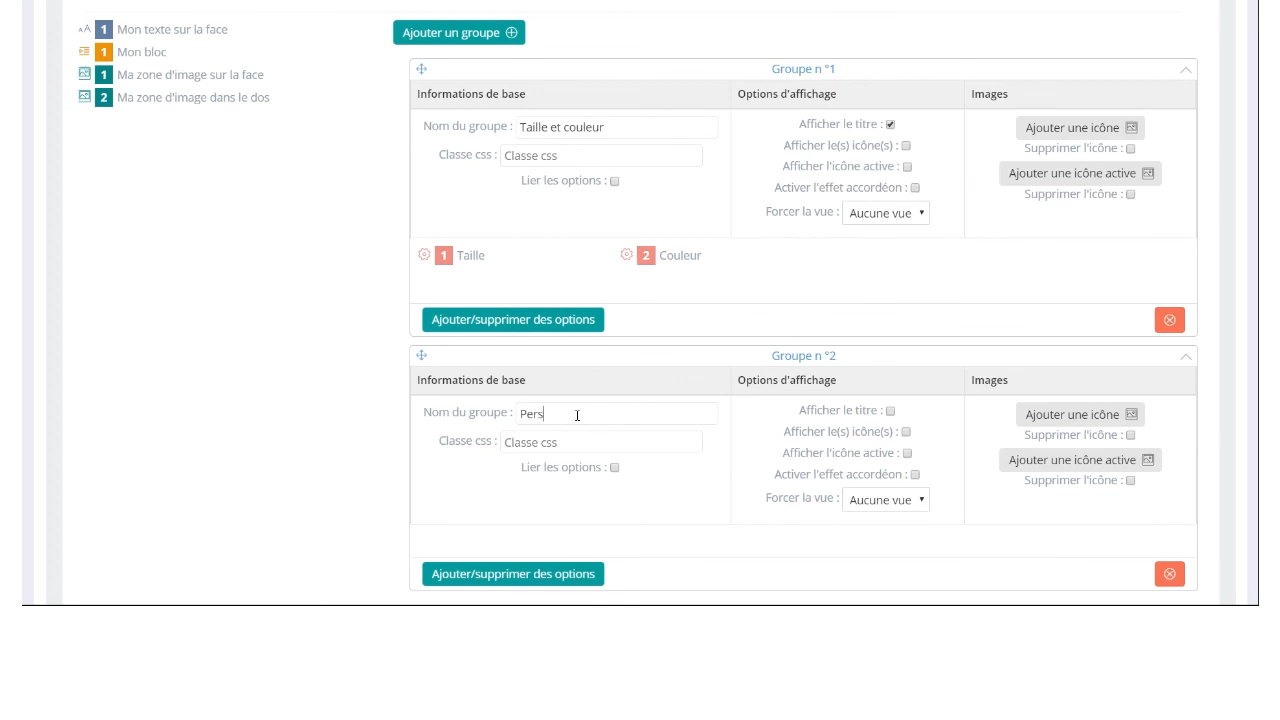 1 Mon texte sur la face
1 Mon bloc
1 Ma zone d'image sur la face
2 Ma zone d'image dans le dos
Ajouter un groupe
Groupe n °1
Informations de base Options d'affichage Images
Nom du groupe : Taille et couleur
Classe css : Classe css
Lier les options :
Afficher le titre :
Afficher le(s) icône(s) :
Afficher l'icône active :
Activer l'effet accordéon :
Forcer la vue : Aucune vue
Ajouter une icône
Supprimer l'icône :
Ajouter une icône active
Supprimer l'icône :
1 Taille 2 Couleur
Ajouter/supprimer des options
Groupe n °2
Informations de base Options d'affichage Images
Nom du groupe : Pers
Classe css : Classe css
Lier les options :
Afficher le titre :
Afficher le(s) icône(s) :
Afficher l'icône active :
Activer l'effet accordéon :
Forcer la vue : Aucune vue
Ajouter une icône
Supprimer l'icône :
Ajouter une icône active
Supprimer l'icône :
Ajouter/supprimer des options